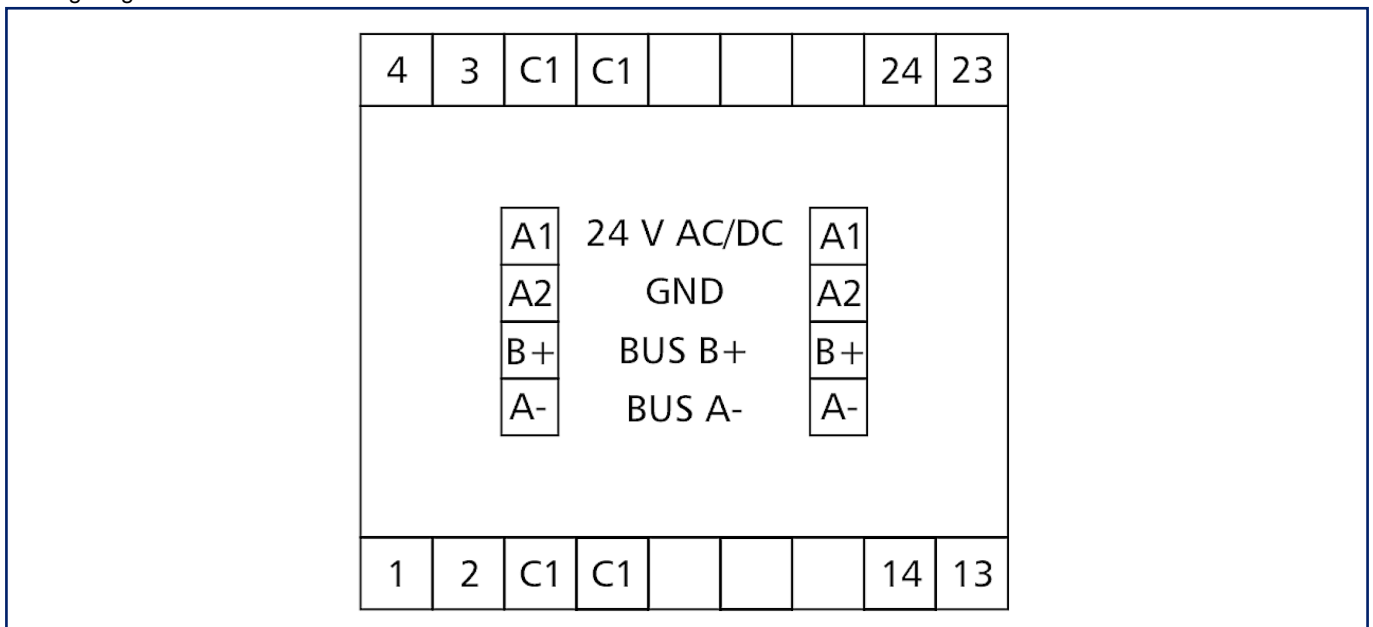 4 3 C1 C1 24 23
A1 24 V AC/DC A1
A2 GND A2
B+ BUS B+ B+
A- BUS A- A-
1 2 C1 C1 14 13